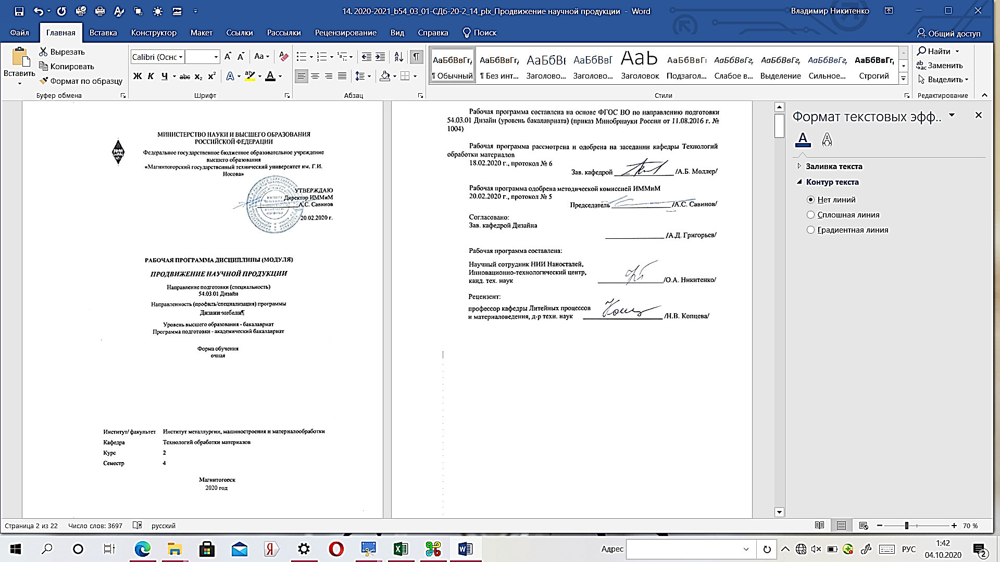 14. 2020-2021_b54_03_01-СДб-20-2_14_plx_Продвижение научной продукции - Word
Владимир Никитенко
Файл Главная Вставка Конструктор Макет Ссылки Рассылки Рецензирование Вид Справка Поиск
Общий доступ
Вставить
Вырезать
Копировать
Формат по образцу
Буфер обмена
Calibri (Оснс
Ж К Ч abc x₂ x²
Шрифт
Абзац
АаБбВвГг, АаБбВвГг, АаБбВв АаБбВвГ Ааb АаБбВвГг АаБбВвГг, АаБбВвГг, АаБбВвГг, АаБбВвГг,
¶ Обычный ¶ Без инт... Заголово... Заголово... Заголовок Подзагол... Слабое в... Выделение Сильное... Строгий
Стили
Найти
Заменить
Выделить
Редактирование
МИНИСТЕРСТВО НАУКИ И ВЫСШЕГО ОБРАЗОВАНИЯ
РОССИЙСКОЙ ФЕДЕРАЦИИ
Федеральное государственное бюджетное образовательное учреждение
высшего образования
«Магнитогорский государственный технический университет им. Г.И.
Носова»
УТВЕРЖДАЮ
Директор ИММиМ
А.С. Савинов
20.02.2020 г.
РАБОЧАЯ ПРОГРАММА ДИСЦИПЛИНЫ (МОДУЛЯ)
ПРОДВИЖЕНИЕ НАУЧНОЙ ПРОДУКЦИИ
Направление подготовки (специальность)
54.03.01 Дизайн
Направленность (профиль/специализация) программы
Дизайн·мебели¶
Уровень высшего образования - бакалавриат
Программа подготовки - академический бакалавриат
Форма обучения
очная
Институт/ факультет Институт металлургии, машиностроения и материалообработки
Кафедра Технологий обработки материалов
Курс 2
Семестр 4
Магнитогорск
2020 год
Рабочая программа составлена на основе ФГОС ВО по направлению подготовки
54.03.01 Дизайн (уровень бакалавриата) (приказ Минобрнауки России от 11.08.2016 г. №
1004)
Рабочая программа рассмотрена и одобрена на заседании кафедры Технологий
обработки материалов
18.02.2020 г., протокол № 6
Зав. кафедрой /А.Б. Моллер/
Рабочая программа одобрена методической комиссией ИММиМ
20.02.2020 г., протокол № 5
Председатель /А.С. Савинов/
Согласовано:
Зав. кафедрой Дизайна
/А.Д. Григорьев/
Рабочая программа составлена:
Научный сотрудник НИИ Наносталей,
Инновационно-технологический центр,
канд. тех. наук /О.А. Никитенко/
Рецензент:
профессор кафедры Литейных процессов
и материаловедения, д-р техн. наук /Н.В. Копцева/
Формат текстовых эфф..
Заливка текста
Контур текста
Нет линий
Сплошная линия
Градиентная линия
Страница 2 из 22 Число слов: 3697 русский
70 %
Адрес
РУС
1:42
04.10.2020
2